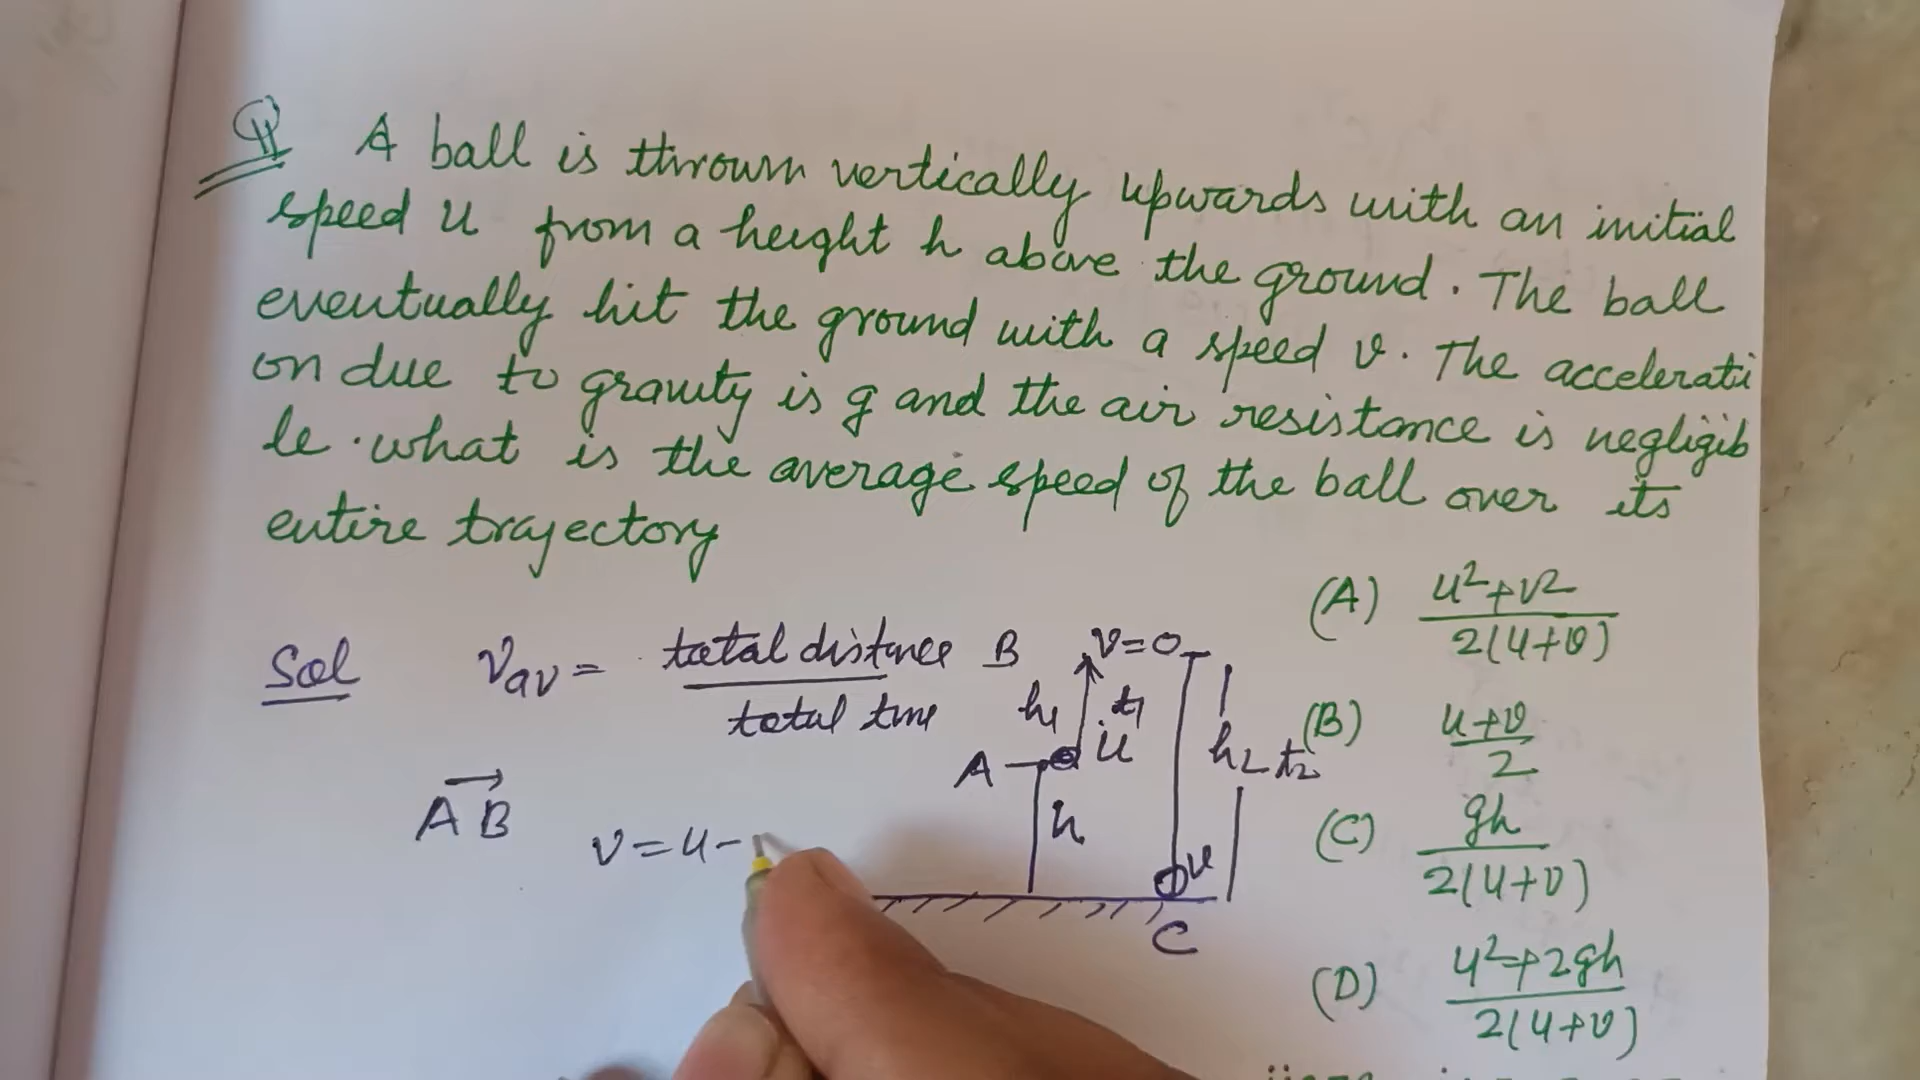 Q A ball is thrown vertically upwards with an initial
speed u from a height h above the ground. The ball
eventually hit the ground with a speed v. The accelerati
on due to gravity is g and the air resistance is negligib
le. what is the average speed of the ball over its
entire trajectory
Sol Vav = total distance / total time
B v=0
h1 t1
A u
h
h2 t2
v
C
AB
v=u-
(A) u²+v² / 2(u+v)
(B) u+v / 2
(C) gh / 2(u+v)
(D) u²+2gh / 2(u+v)